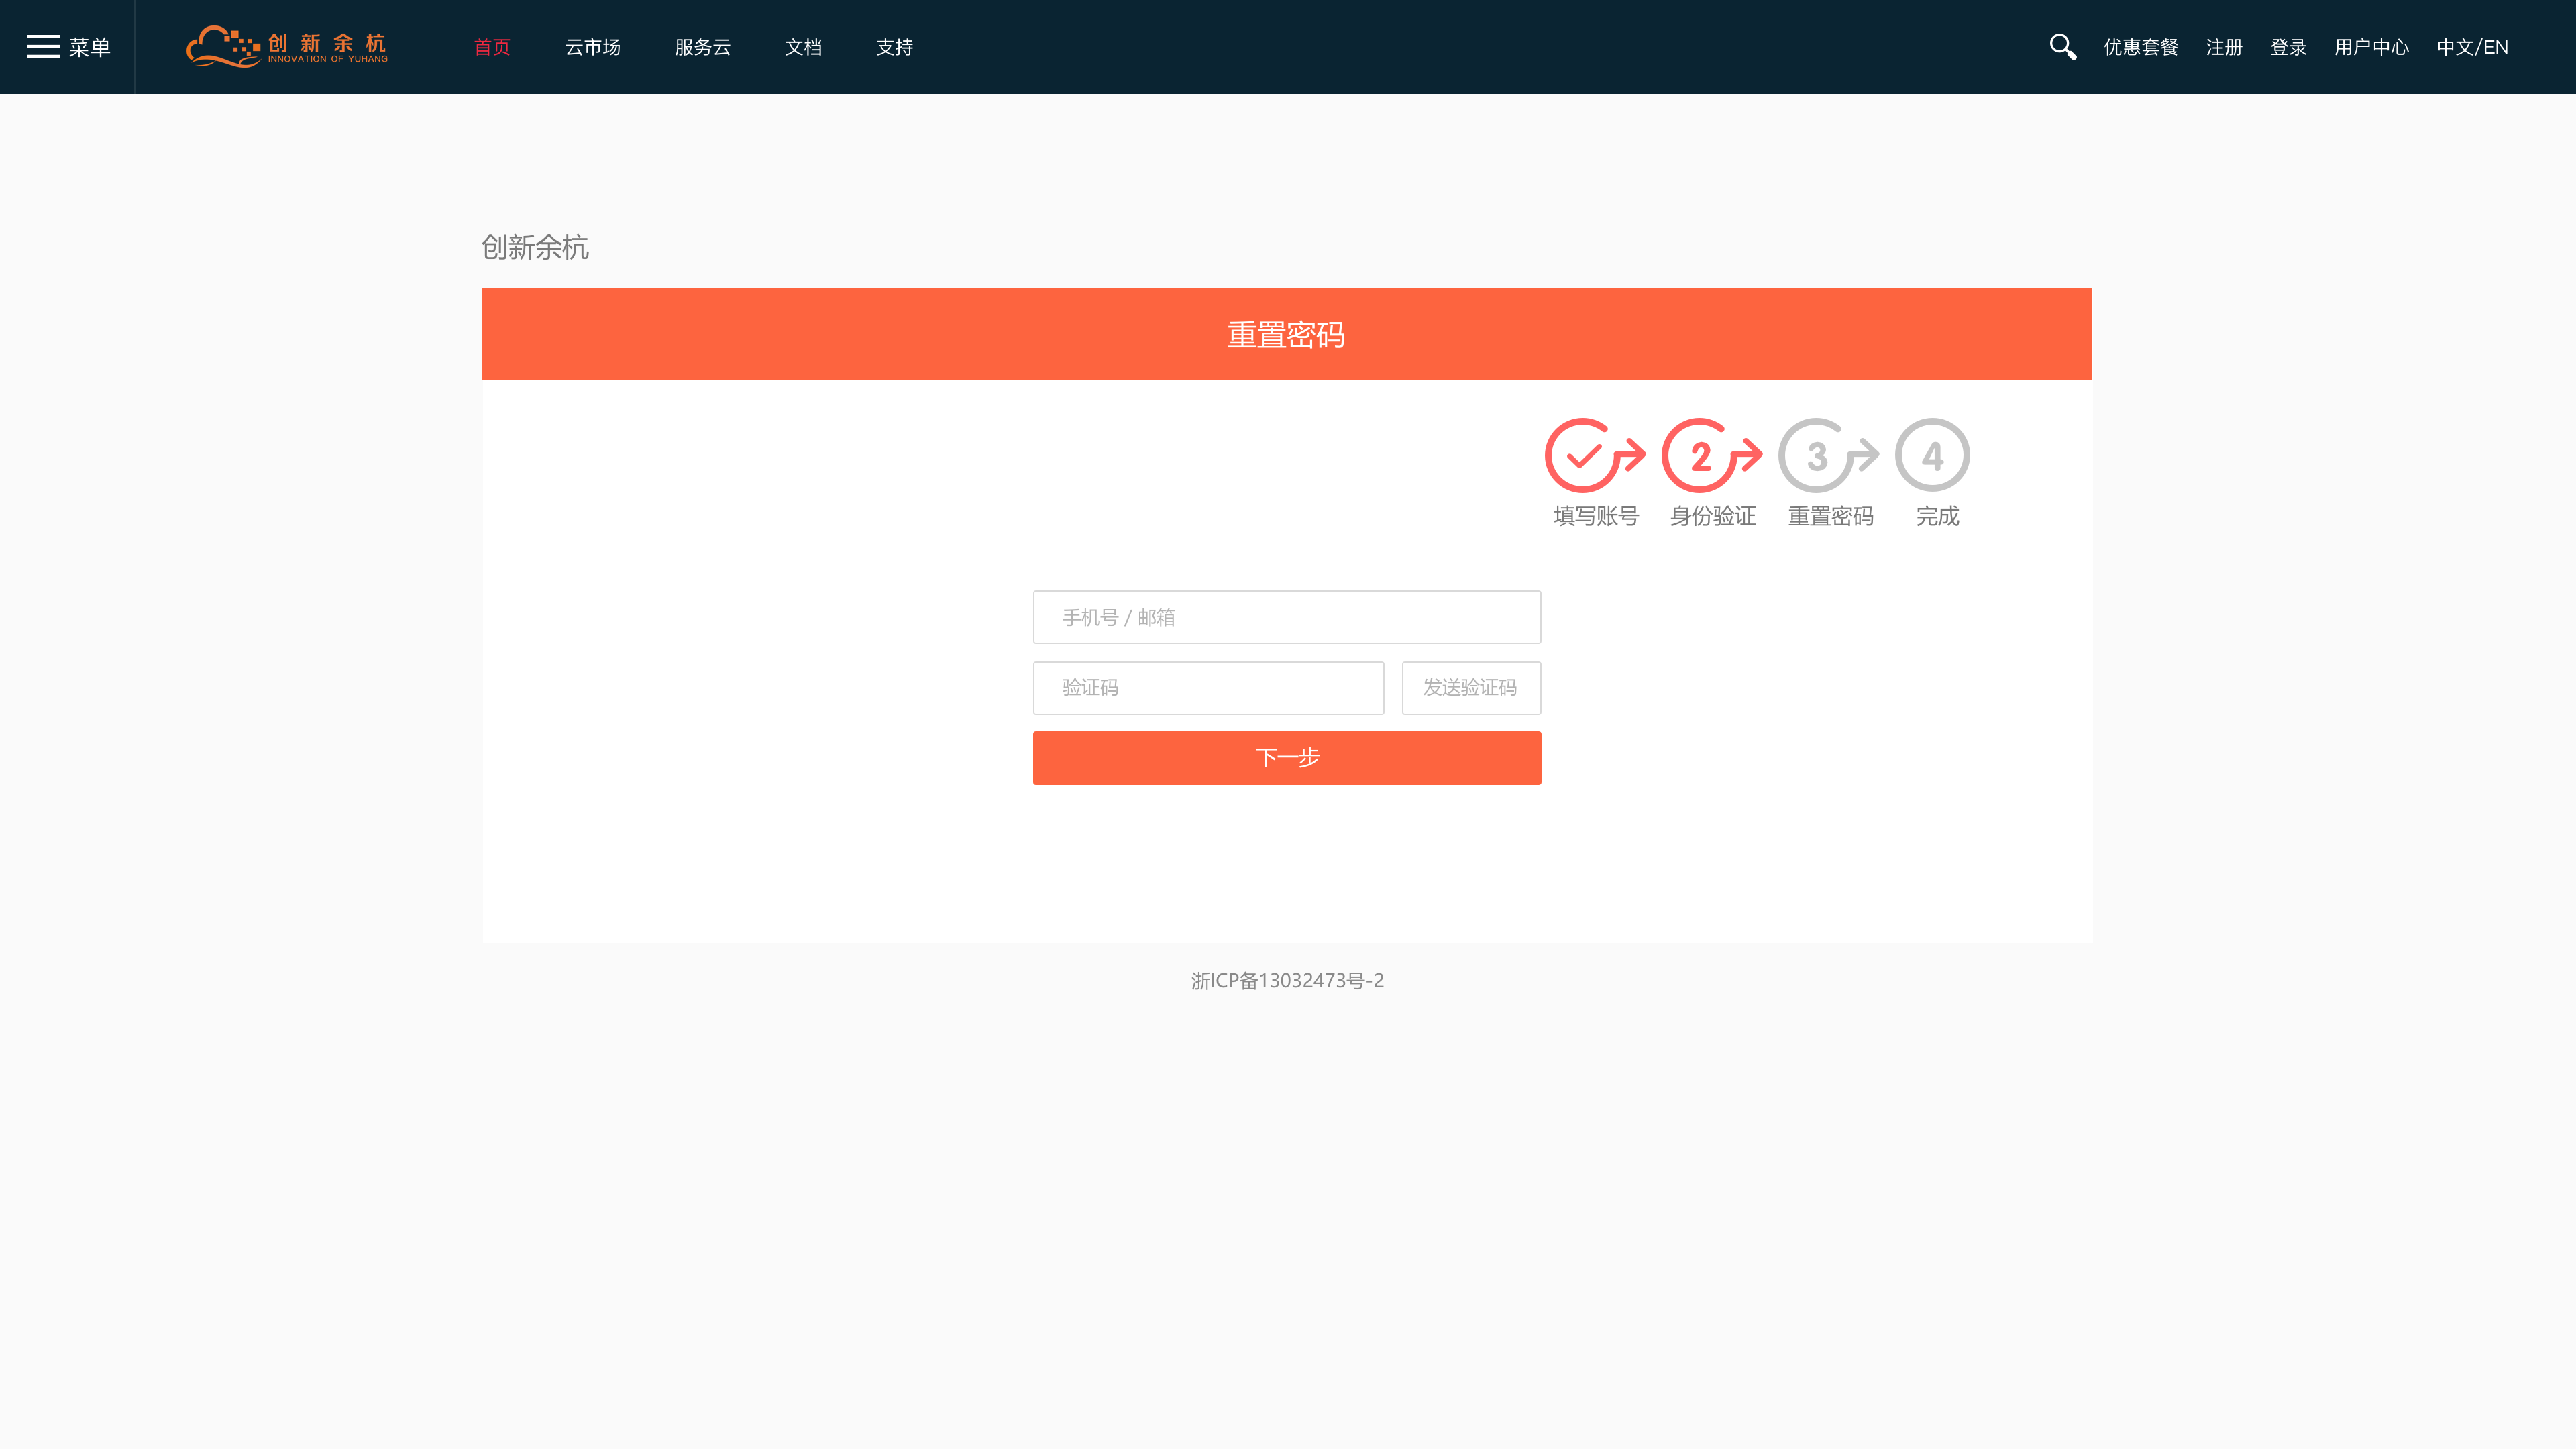 菜单
创新余杭
INNOVATION OF YUHANG
首页 云市场 服务云 文档 支持
优惠套餐 注册 登录 用户中心 中文/EN
创新余杭
重置密码
2 3 4
填写账号 身份验证 重置密码 完成
手机号 / 邮箱
验证码 发送验证码
下一步
浙ICP备13032473号-2